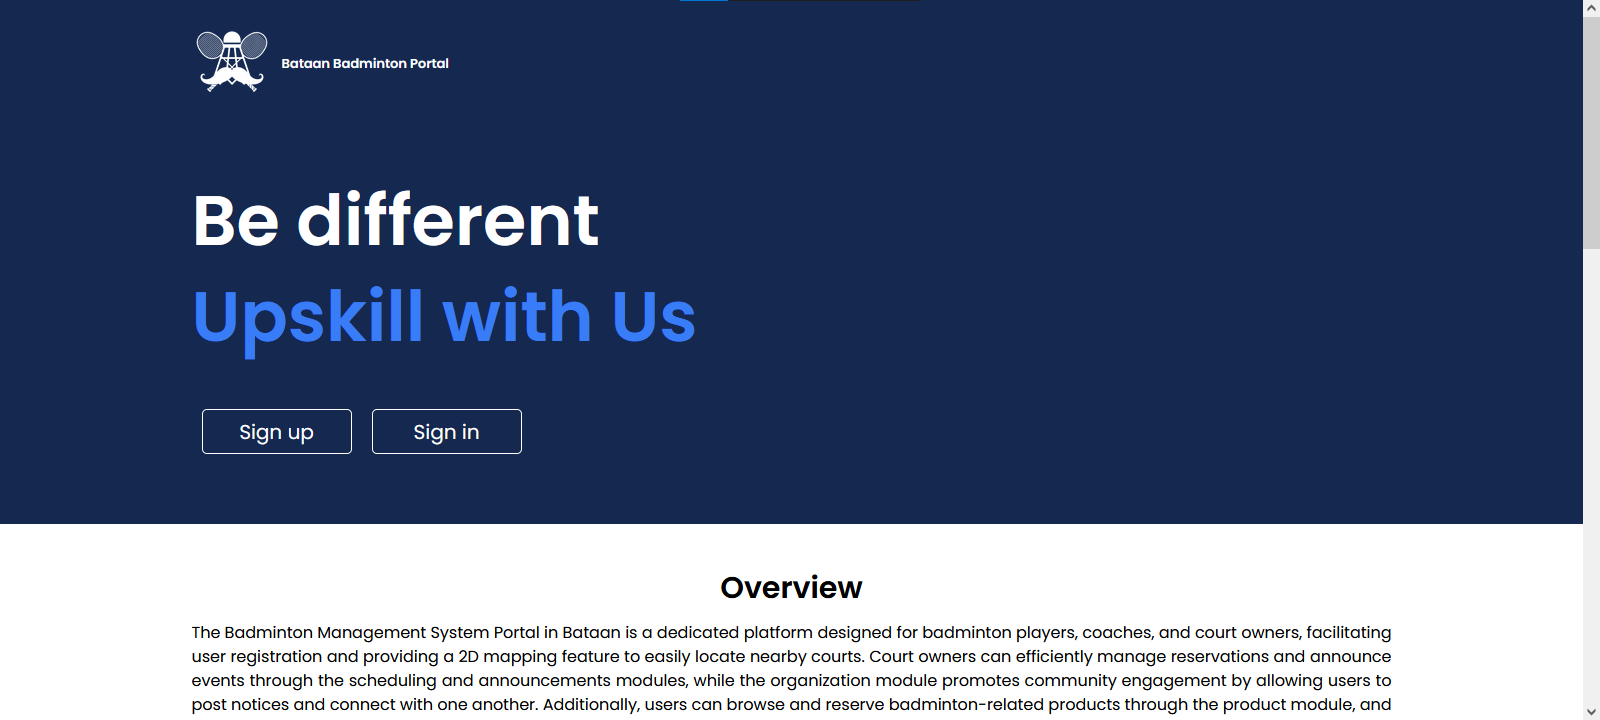 Bataan Badminton Portal
Be different
Upskill with Us
Sign up
Sign in
Overview
The Badminton Management System Portal in Bataan is a dedicated platform designed for badminton players, coaches, and court owners, facilitating
user registration and providing a 2D mapping feature to easily locate nearby courts. Court owners can efficiently manage reservations and announce
events through the scheduling and announcements modules, while the organization module promotes community engagement by allowing users to
post notices and connect with one another. Additionally, users can browse and reserve badminton-related products through the product module, and